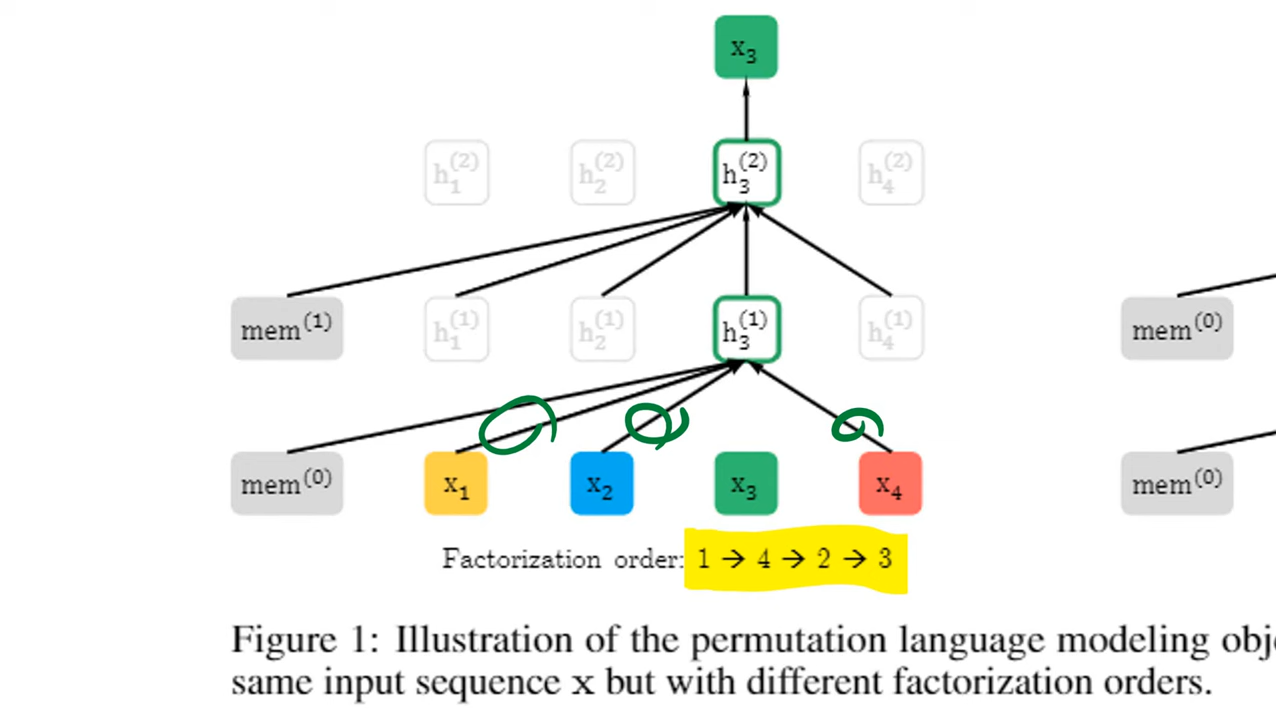 x₃
h₁⁽²⁾ h₂⁽²⁾ h₃⁽²⁾ h₄⁽²⁾
mem⁽¹⁾ h₁⁽¹⁾ h₂⁽¹⁾ h₃⁽¹⁾ h₄⁽¹⁾ mem⁽⁰⁾
mem⁽⁰⁾ x₁ x₂ x₃ x₄ mem⁽⁰⁾
Factorization order: 1 → 4 → 2 → 3
Figure 1: Illustration of the permutation language modeling obje
same input sequence x but with different factorization orders.